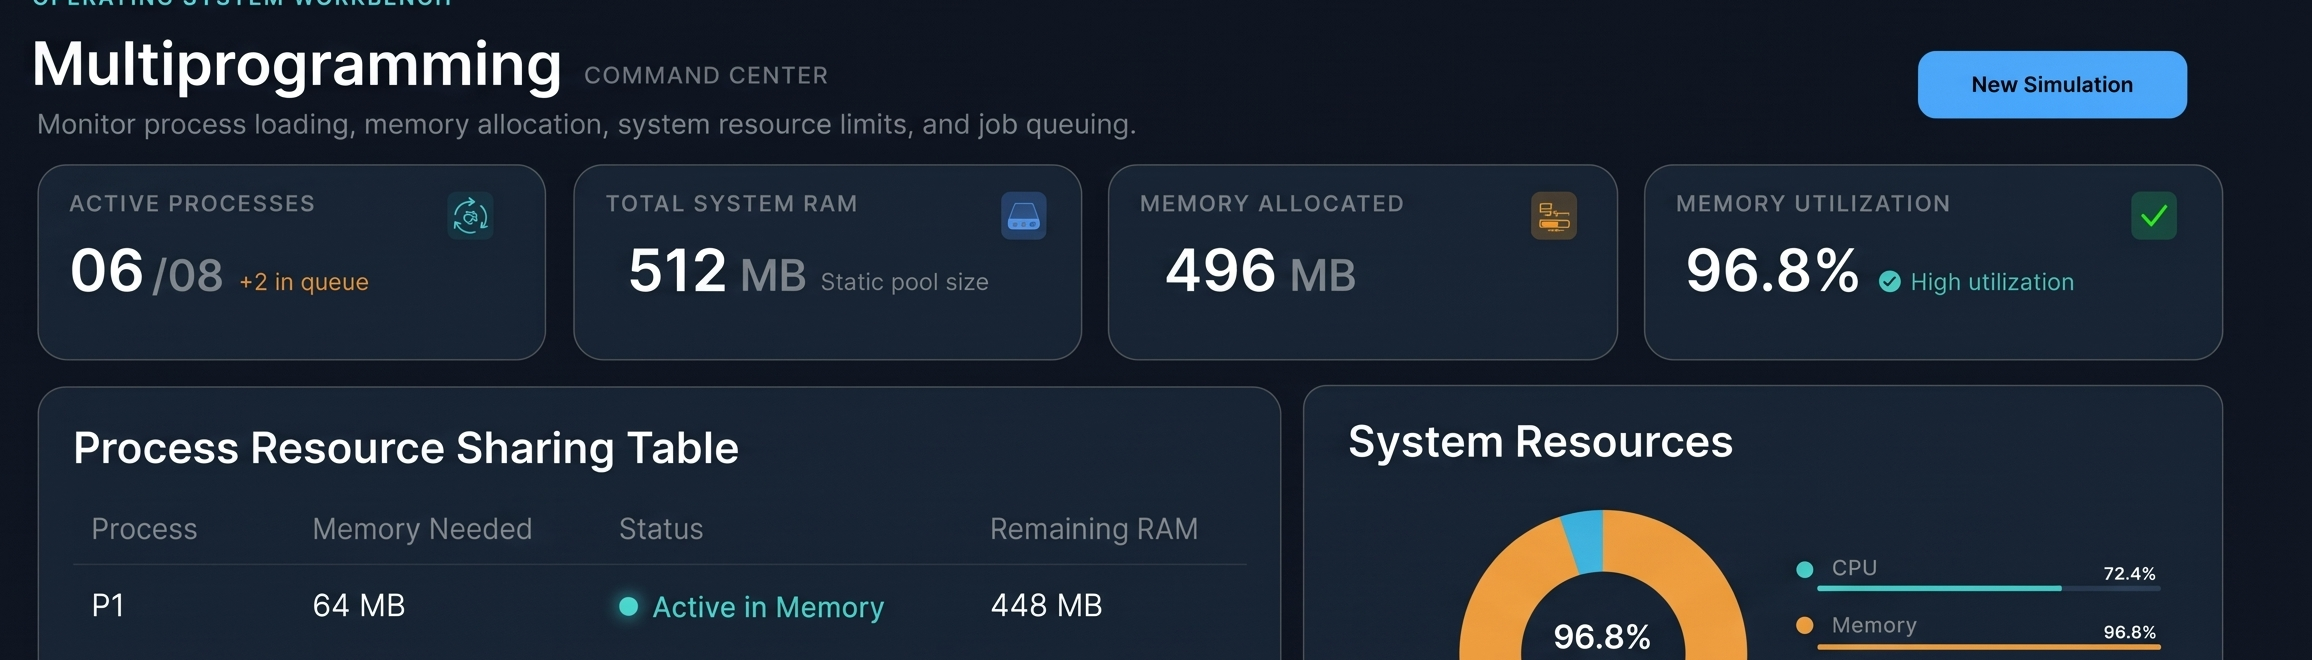 OPERATING SYSTEM WORKBENCH
Multiprogramming COMMAND CENTER
New Simulation
Monitor process loading, memory allocation, system resource limits, and job queuing.
ACTIVE PROCESSES
06 /08 +2 in queue
TOTAL SYSTEM RAM
512 MB Static pool size
MEMORY ALLOCATED
496 MB
MEMORY UTILIZATION
96.8% High utilization
Process Resource Sharing Table
Process Memory Needed Status Remaining RAM
P1 64 MB Active in Memory 448 MB
System Resources
96.8%
CPU 72.4%
Memory 96.8%